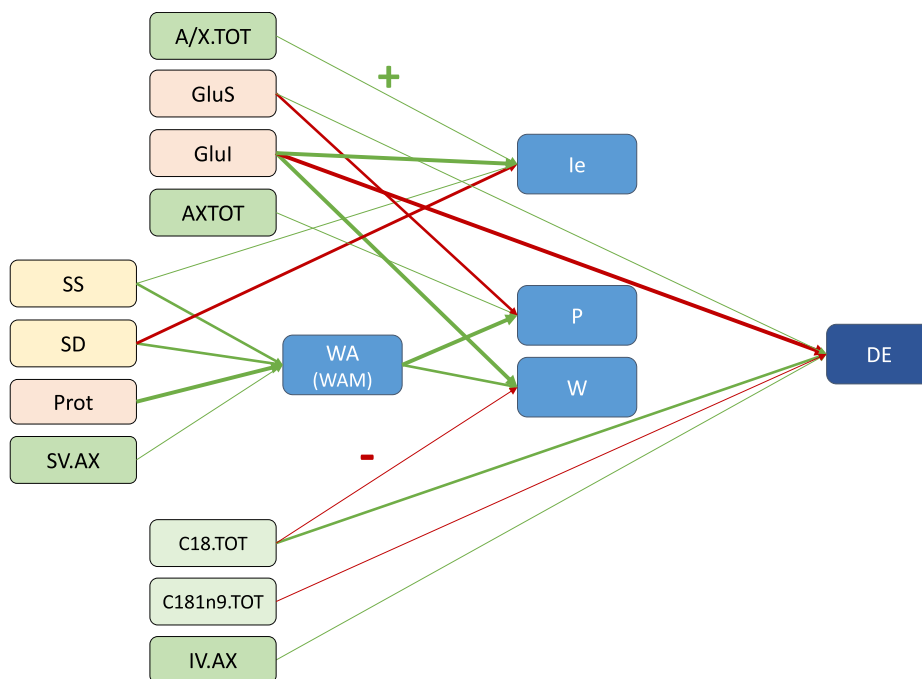 A/X.TOT
+
GluS
GluI
Ie
AXTOT
SS
P
SD
WA
(WAM)
DE
Prot
W
SV.AX
-
C18.TOT
C181n9.TOT
IV.AX